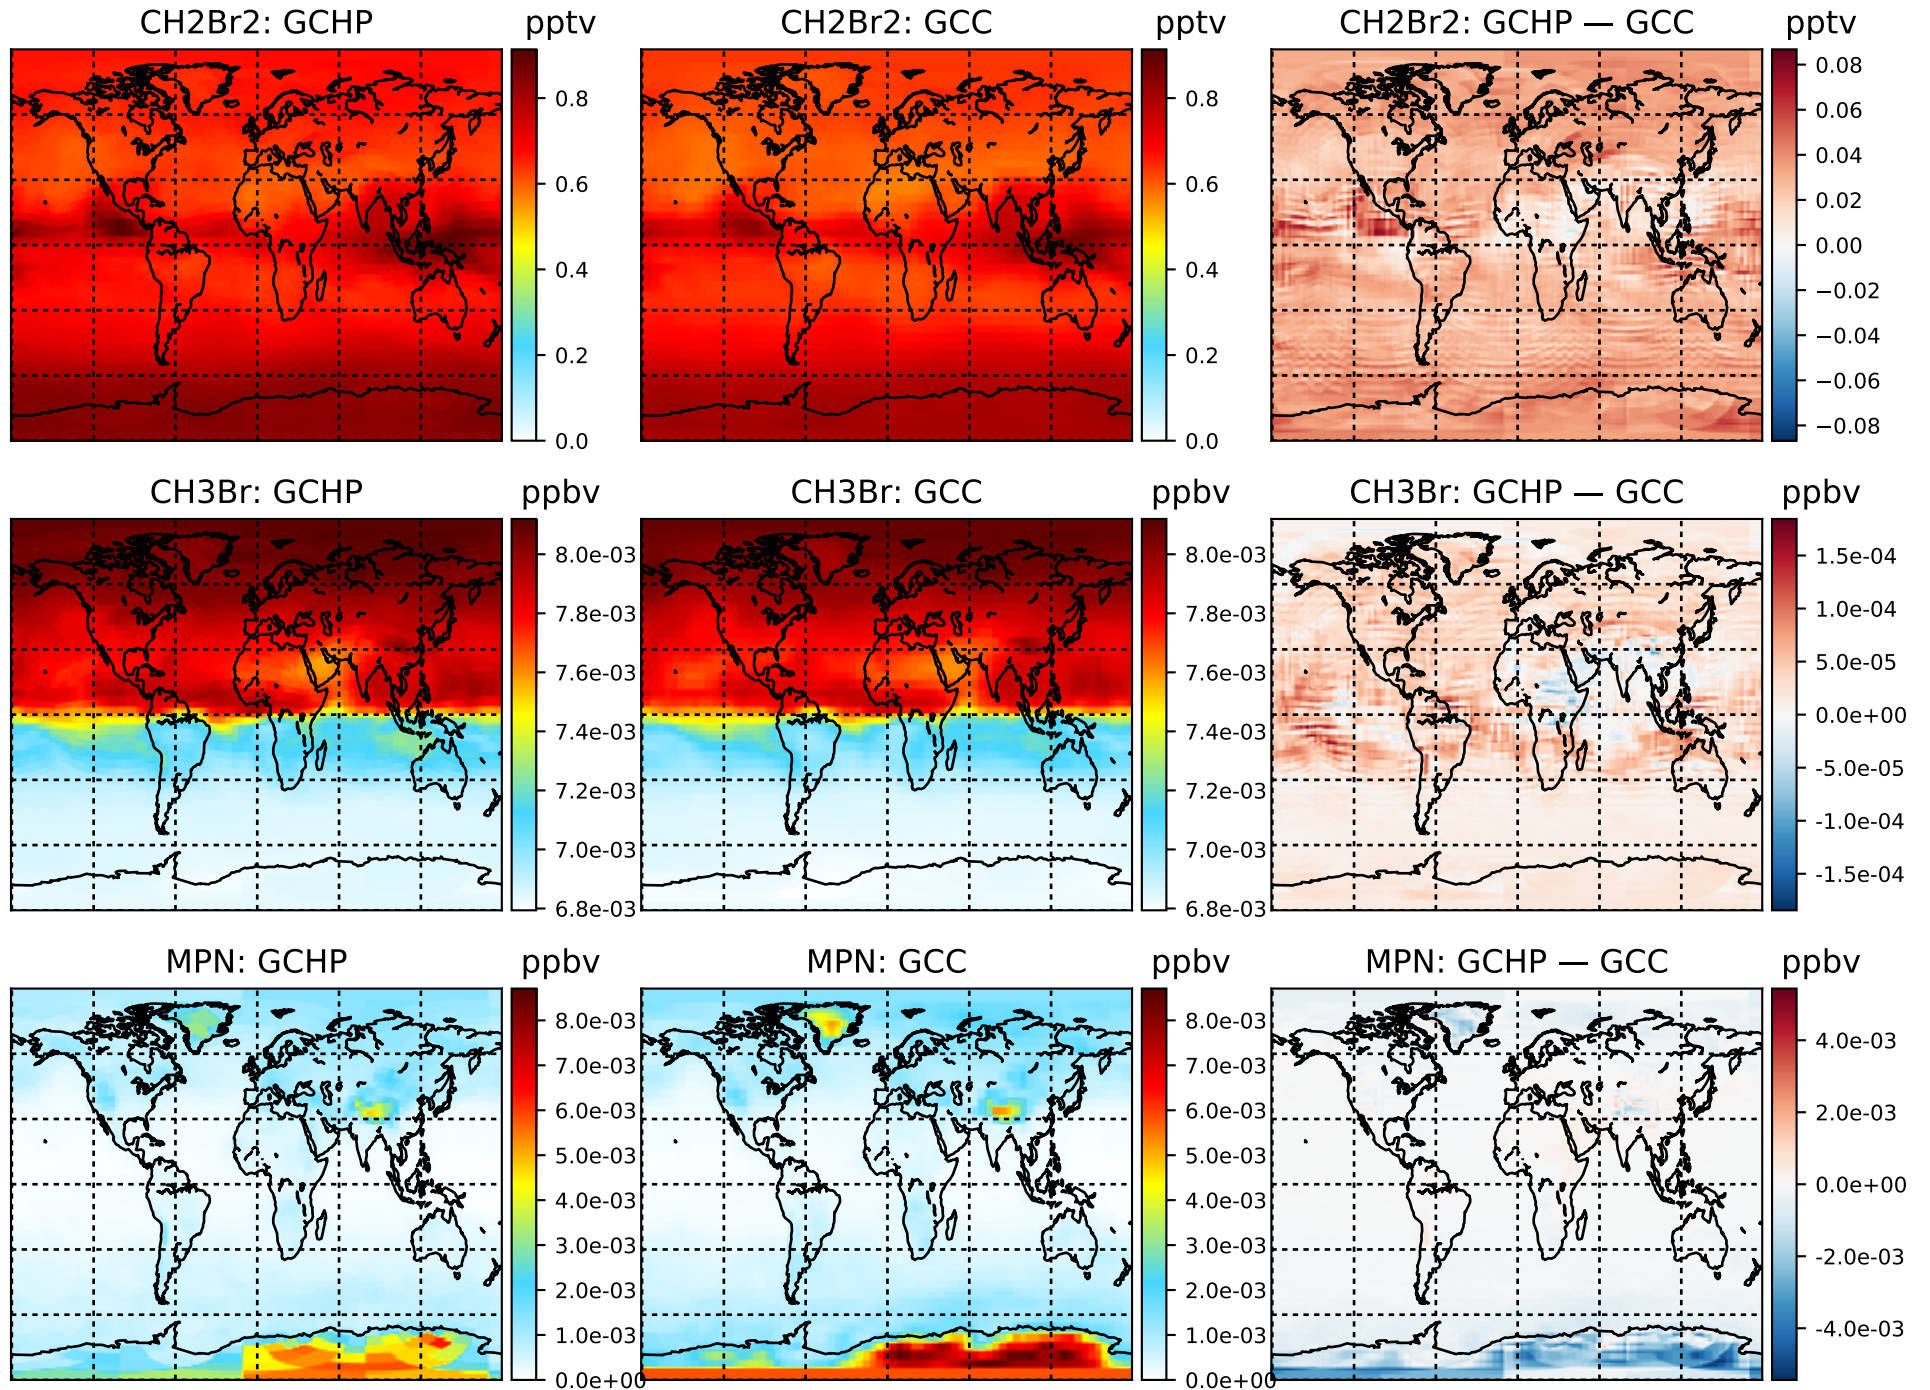 CH2Br2: GCHP pptv CH2Br2: GCC pptv CH2Br2: GCHP — GCC pptv
0.8
0.6
0.4
0.2
0.0
0.8
0.6
0.4
0.2
0.0
0.08
0.06
0.04
0.02
0.00
−0.02
−0.04
−0.06
−0.08
CH3Br: GCHP ppbv CH3Br: GCC ppbv CH3Br: GCHP — GCC ppbv
8.0e-03
7.8e-03
7.6e-03
7.4e-03
7.2e-03
7.0e-03
6.8e-03
8.0e-03
7.8e-03
7.6e-03
7.4e-03
7.2e-03
7.0e-03
6.8e-03
1.5e-04
1.0e-04
5.0e-05
0.0e+00
-5.0e-05
-1.0e-04
-1.5e-04
MPN: GCHP ppbv MPN: GCC ppbv MPN: GCHP — GCC ppbv
8.0e-03
7.0e-03
6.0e-03
5.0e-03
4.0e-03
3.0e-03
2.0e-03
1.0e-03
0.0e+00
8.0e-03
7.0e-03
6.0e-03
5.0e-03
4.0e-03
3.0e-03
2.0e-03
1.0e-03
0.0e+00
4.0e-03
2.0e-03
0.0e+00
-2.0e-03
-4.0e-03